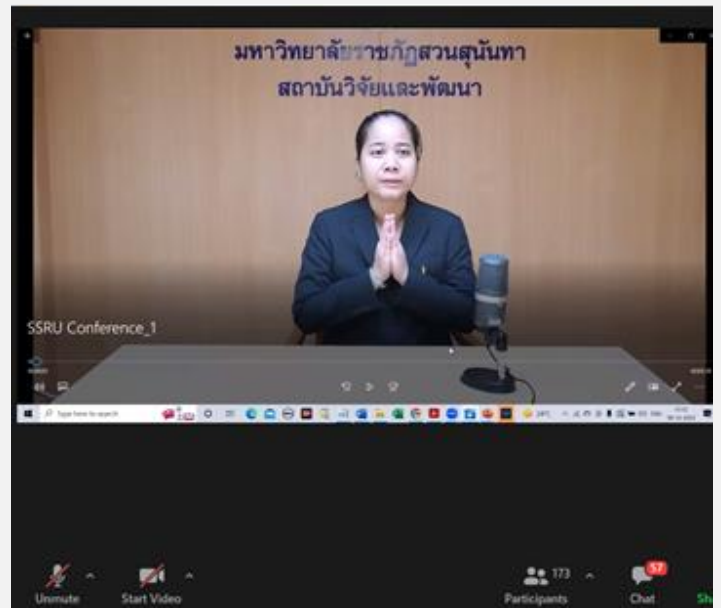 มหาวิทยาลัยราชภัฏสวนสุนันทา
สถาบันวิจัยและพัฒนา
SSRU Conference_1
Type here to search
24°C
173
57
Unmute
Start Video
Participants
Chat
Sh